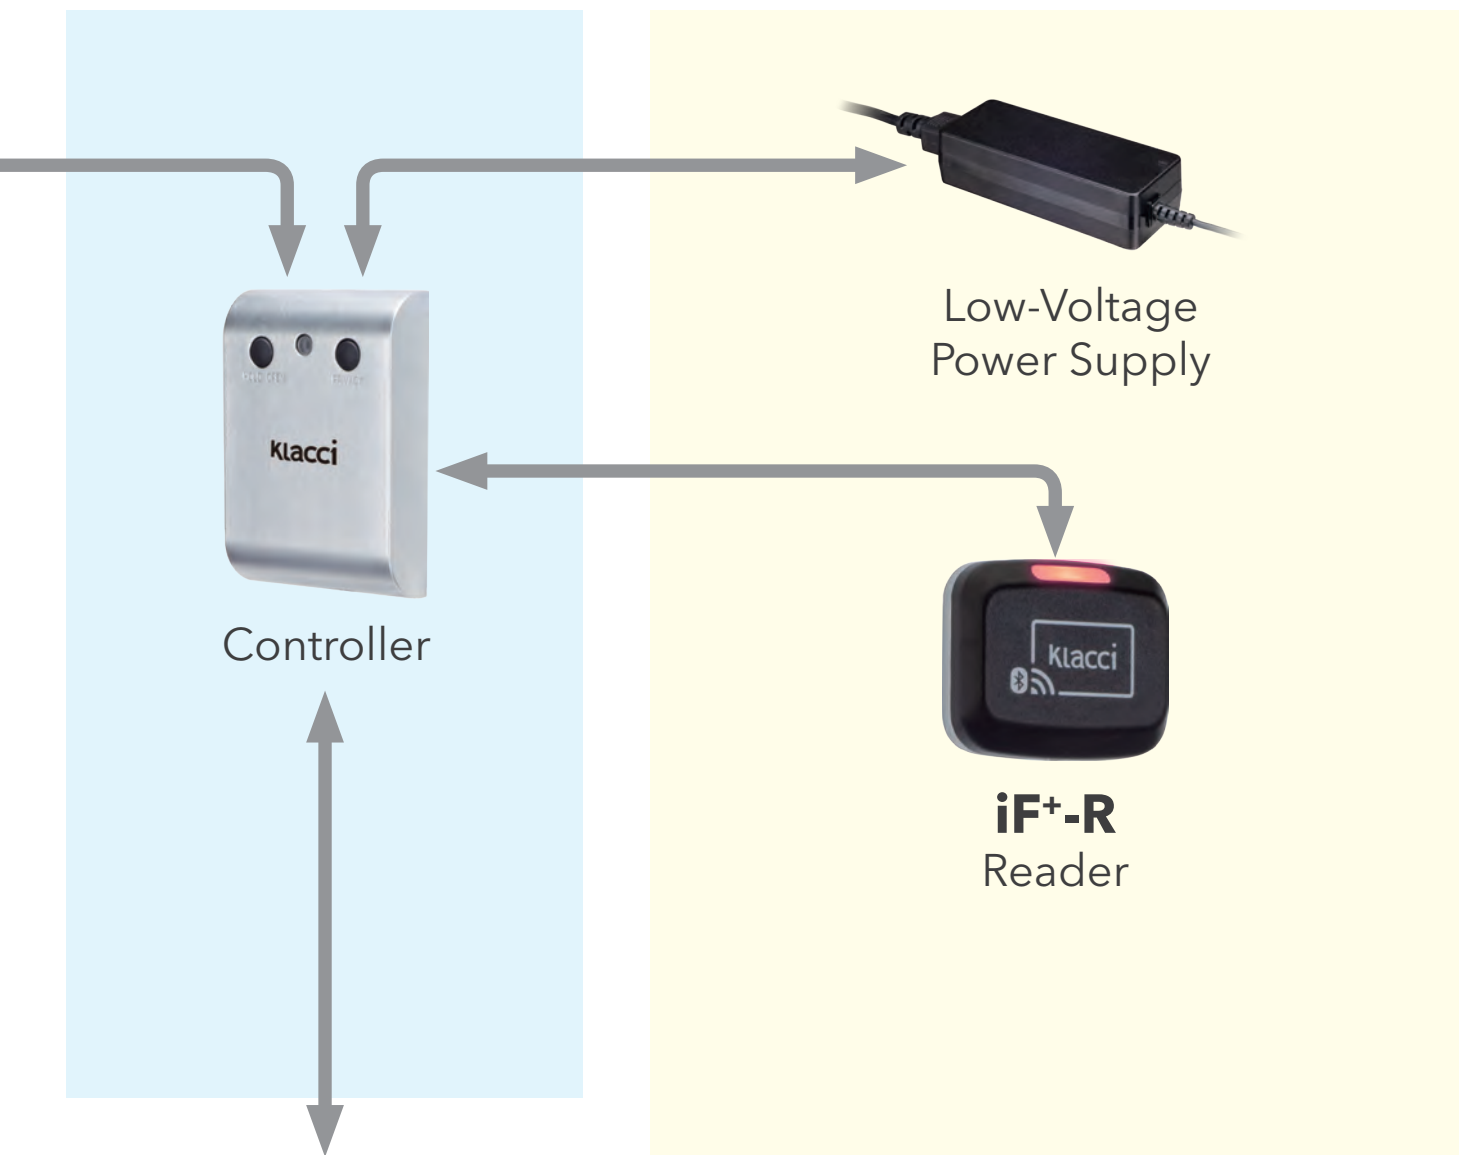 Low-Voltage
Power Supply
Klacci
Controller
Klacci
iF+-R
Reader